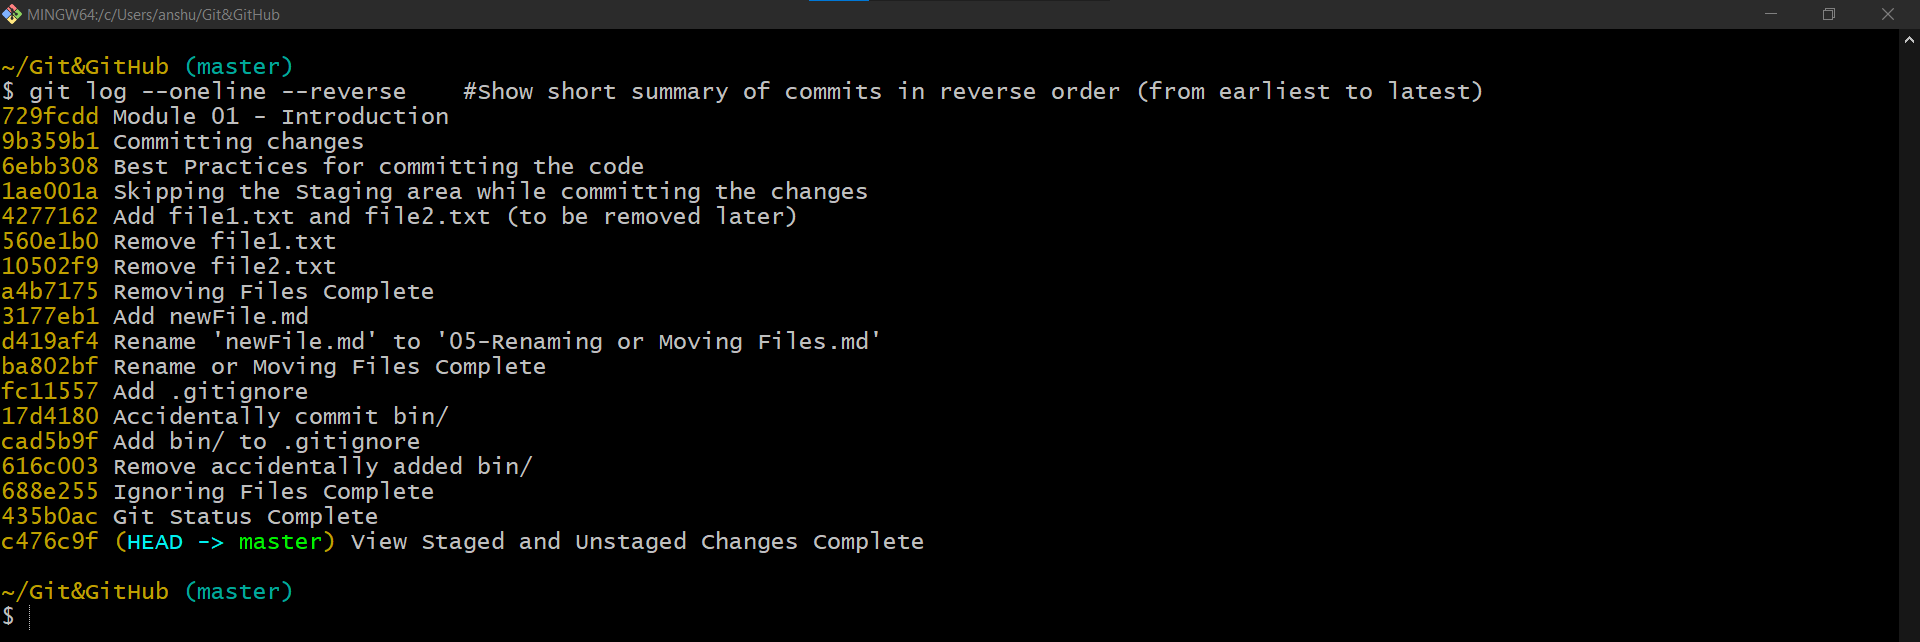 MINGW64:/c/Users/anshu/Git&GitHub
~/Git&GitHub (master)
$ git log --oneline --reverse    #Show short summary of commits in reverse order (from earliest to latest)
729fcdd Module 01 - Introduction
9b359b1 Committing changes
6ebb308 Best Practices for committing the code
1ae001a Skipping the Staging area while committing the changes
4277162 Add file1.txt and file2.txt (to be removed later)
560e1b0 Remove file1.txt
10502f9 Remove file2.txt
a4b7175 Removing Files Complete
3177eb1 Add newFile.md
d419af4 Rename 'newFile.md' to '05-Renaming or Moving Files.md'
ba802bf Rename or Moving Files Complete
fc11557 Add .gitignore
17d4180 Accidentally commit bin/
cad5b9f Add bin/ to .gitignore
616c003 Remove accidentally added bin/
688e255 Ignoring Files Complete
435b0ac Git Status Complete
c476c9f (HEAD -> master) View Staged and Unstaged Changes Complete
~/Git&GitHub (master)
$